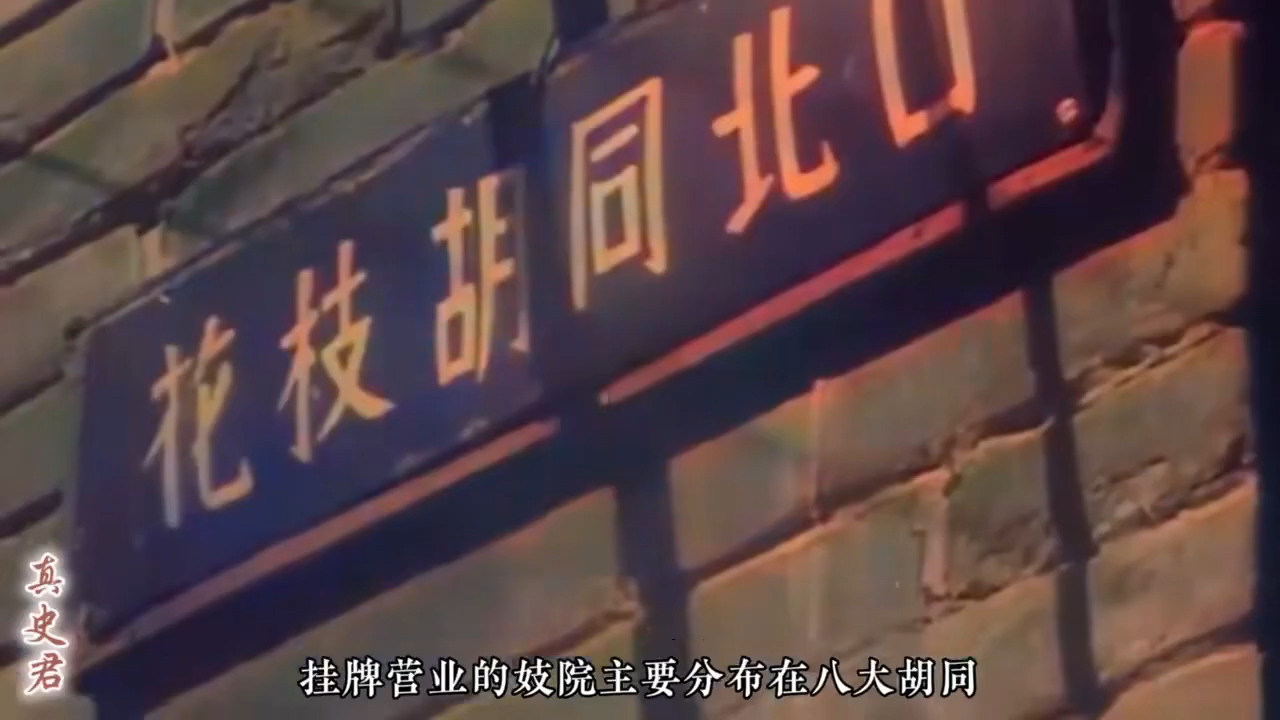 花枝胡同北口
真史君
挂牌营业的妓院主要分布在八大胡同